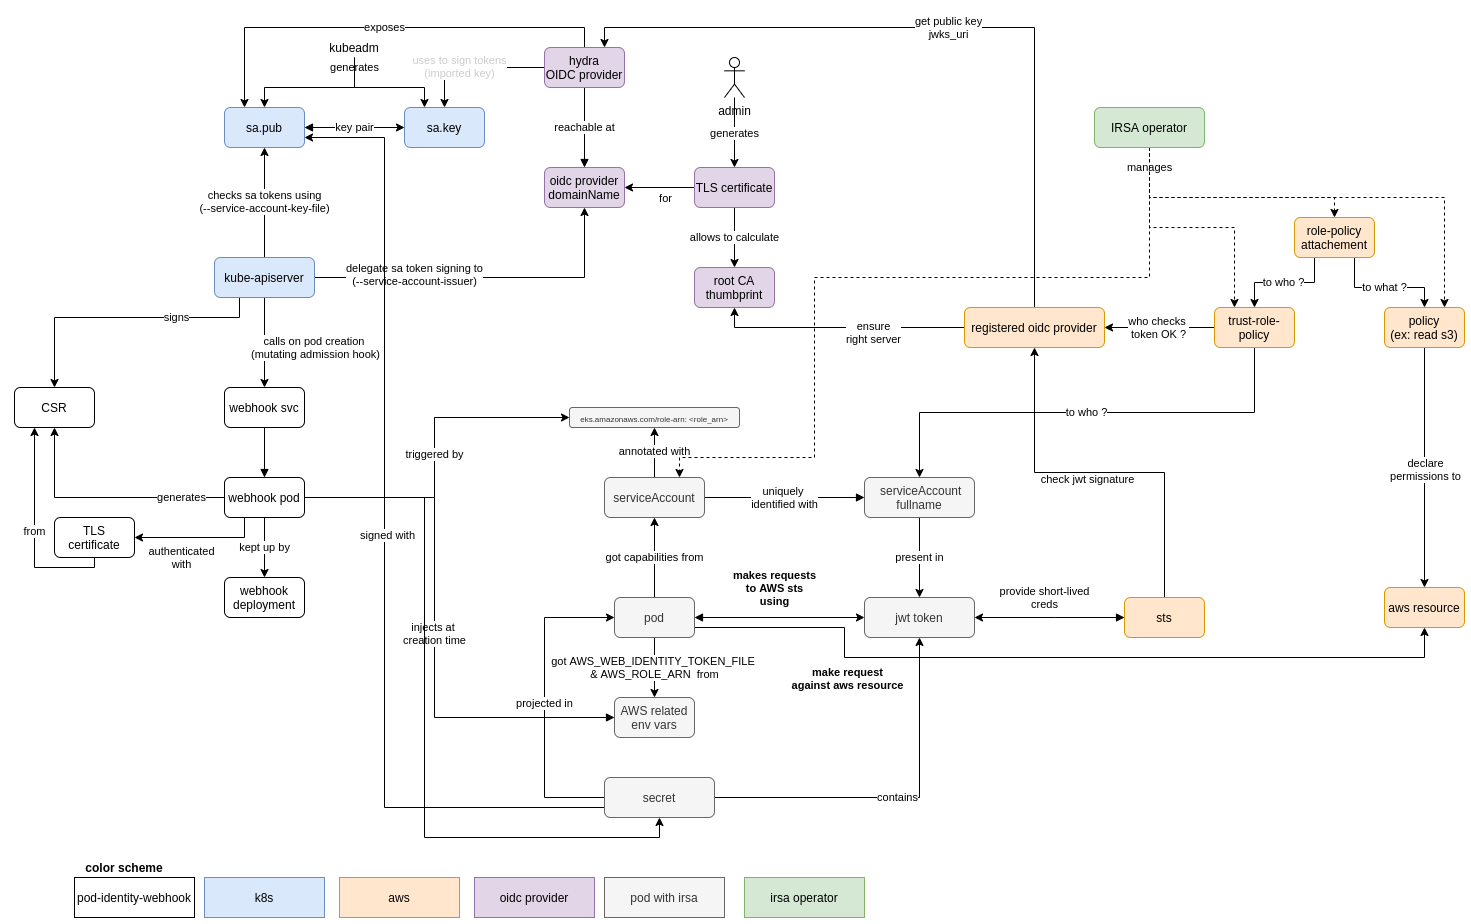 exposes
get public key
jwks_uri
kubeadm
generates
uses to sign tokens
(imported key)
hydra
OIDC provider
admin
generates
sa.pub
key pair
sa.key
reachable at
IRSA operator
manages
checks sa tokens using
(--service-account-key-file)
oidc provider
domainName
for
TLS certificate
allows to calculate
role-policy
attachement
kube-apiserver
delegate sa token signing to
(--service-account-issuer)
root CA
thumbprint
to who ?
to what ?
signs
calls on pod creation
(mutating admission hook)
ensure
right server
registered oidc provider
who checks
token OK ?
trust-role-
policy
policy
(ex: read s3)
CSR
webhook svc
eks.amazonaws.com/role-arn: <role_arn>
to who ?
triggered by
annotated with
generates
webhook pod
serviceAccount
uniquely
identified with
serviceAccount
fullname
check jwt signature
declare
permissions to
from
TLS
certificate
authenticated
with
kept up by
signed with
got capabilities from
present in
webhook
deployment
makes requests
to AWS sts
using
provide short-lived
creds
pod
jwt token
sts
aws resource
injects at
creation time
got AWS_WEB_IDENTITY_TOKEN_FILE
& AWS_ROLE_ARN from
make request
against aws resource
projected in
AWS related
env vars
secret
contains
color scheme
pod-identity-webhook
k8s
aws
oidc provider
pod with irsa
irsa operator